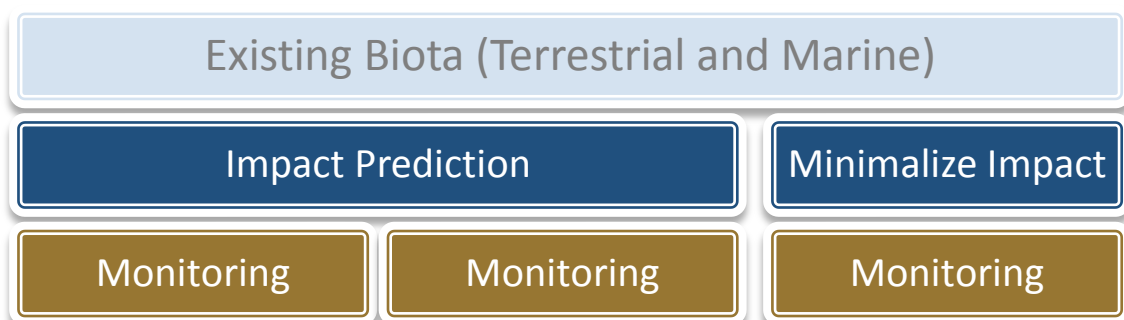 Existing Biota (Terrestrial and Marine)
Impact Prediction
Minimalize Impact
Monitoring
Monitoring
Monitoring